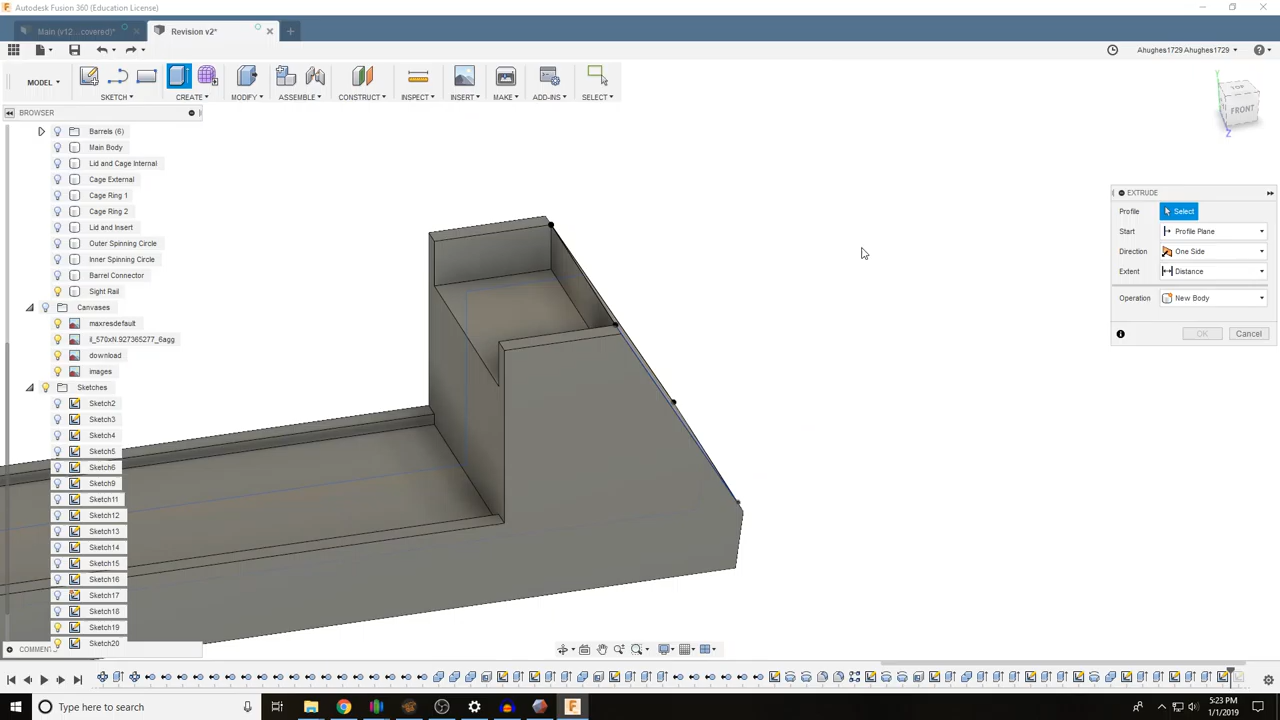 Autodesk Fusion 360 (Education License)
Main (v12...covered)*
Revision v2*
Ahughes1729 Ahughes1729
MODEL
SKETCH
CREATE
MODIFY
ASSEMBLE
CONSTRUCT
INSPECT
INSERT
MAKE
ADD-INS
SELECT
BROWSER
Barrels (6)
Main Body
Lid and Cage Internal
Cage External
Cage Ring 1
Cage Ring 2
Lid and Insert
Outer Spinning Circle
Inner Spinning Circle
Barrel Connector
Sight Rail
Canvases
maxresdefault
il_570xN.927365277_6agg
download
images
Sketches
Sketch2
Sketch3
Sketch4
Sketch5
Sketch6
Sketch9
Sketch11
Sketch12
Sketch13
Sketch14
Sketch15
Sketch16
Sketch17
Sketch18
Sketch19
Sketch20
COMMENT
TOP
FRONT
Y
Z
EXTRUDE
Profile Select
Start Profile Plane
Direction One Side
Extent Distance
Operation New Body
OK Cancel
Type here to search
5:23 PM
1/1/2019